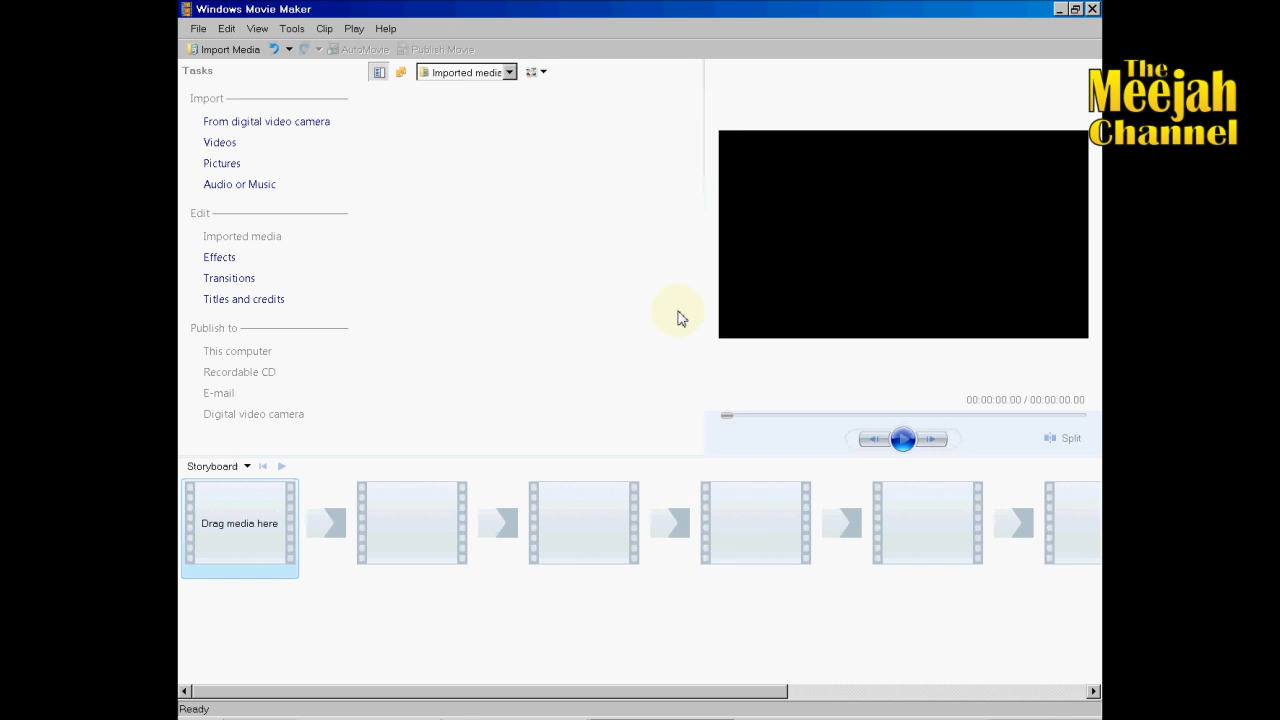 Windows Movie Maker
File Edit View Tools Clip Play Help
Import Media AutoMovie Publish Movie
Tasks
Imported media
Import
From digital video camera
Videos
Pictures
Audio or Music
Edit
Imported media
Effects
Transitions
Titles and credits
Publish to
This computer
Recordable CD
E-mail
Digital video camera
The
Meejah
Channel
00:00:00.00 / 00:00:00.00
Split
Storyboard
Drag media here
Ready